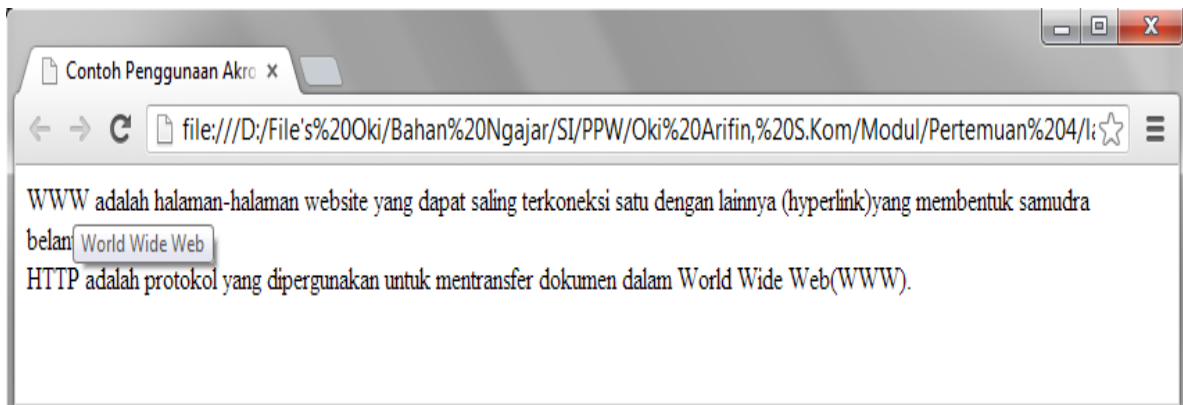 X
Contoh Penggunaan Akro ×
file:///D:/File's%20Oki/Bahan%20Ngajar/SI/PPW/Oki%20Arifin,%20S.Kom/Modul/Pertemuan%204/l
WWW adalah halaman-halaman website yang dapat saling terkoneksi satu dengan lainnya (hyperlink)yang membentuk samudra
World Wide Web
HTTP adalah protokol yang dipergunakan untuk mentransfer dokumen dalam World Wide Web(WWW).